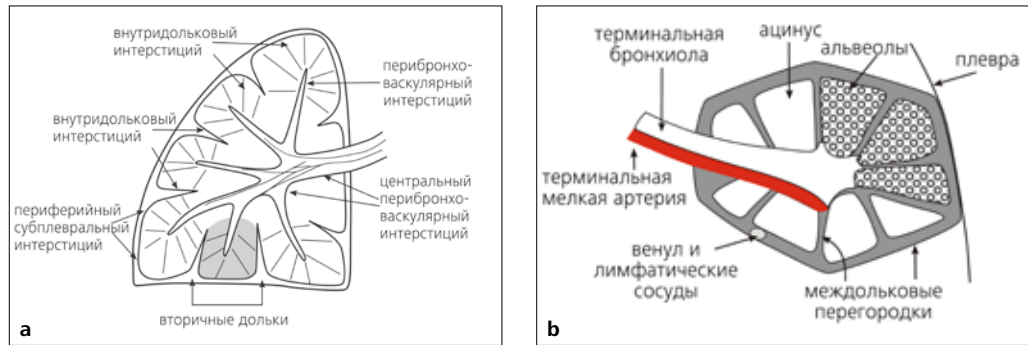 внутридольковый
интерстиций
перибронхо-
васкулярный
интерстиций
внутридольковый
интерстиций
центральный
перибронхо-
васкулярный
интерстиций
периферийный
субплевральный
интерстиций
вторичные дольки
a
терминальная
бронхиола
ацинус
альвеолы
плевра
терминальная
мелкая артерия
венул и
лимфатические
сосуды
междольковые
перегородки
b